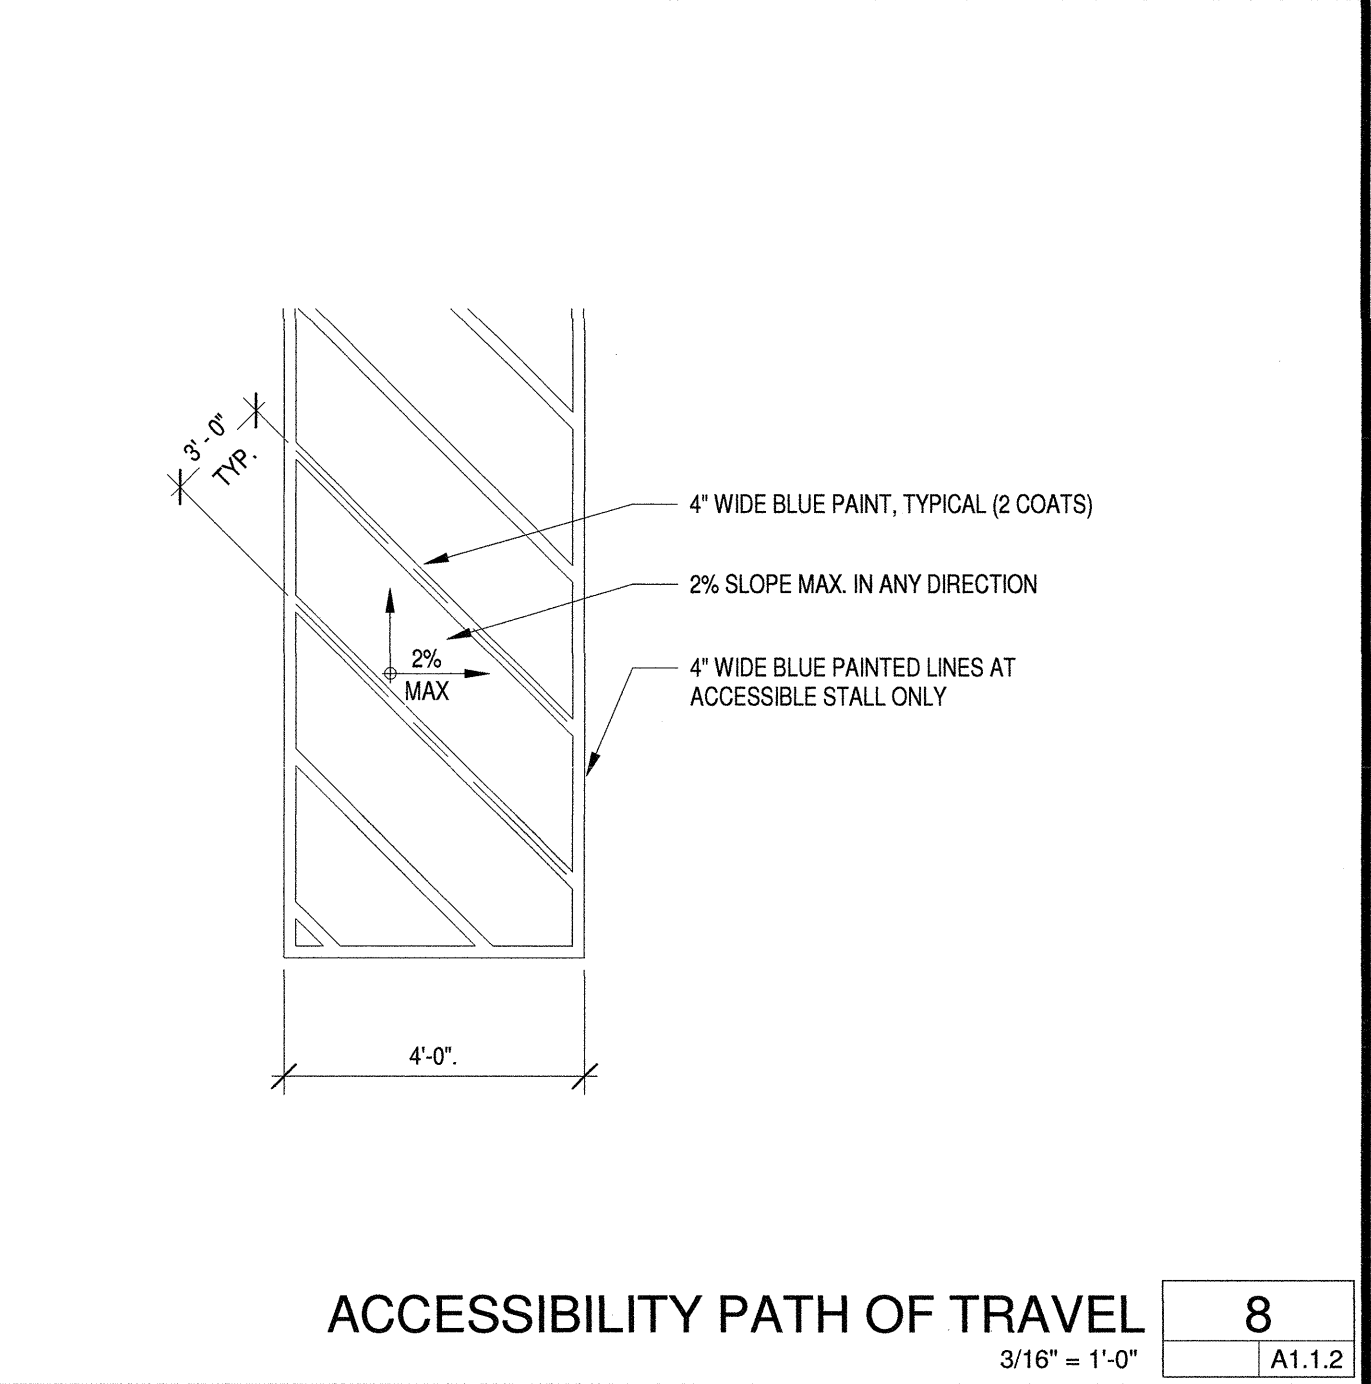 3'-0"
TYP.
4" WIDE BLUE PAINT, TYPICAL (2 COATS)
2% SLOPE MAX. IN ANY DIRECTION
2%
MAX
4" WIDE BLUE PAINTED LINES AT
ACCESSIBLE STALL ONLY
4'-0".
ACCESSIBILITY PATH OF TRAVEL
8
3/16" = 1'-0"
A1.1.2